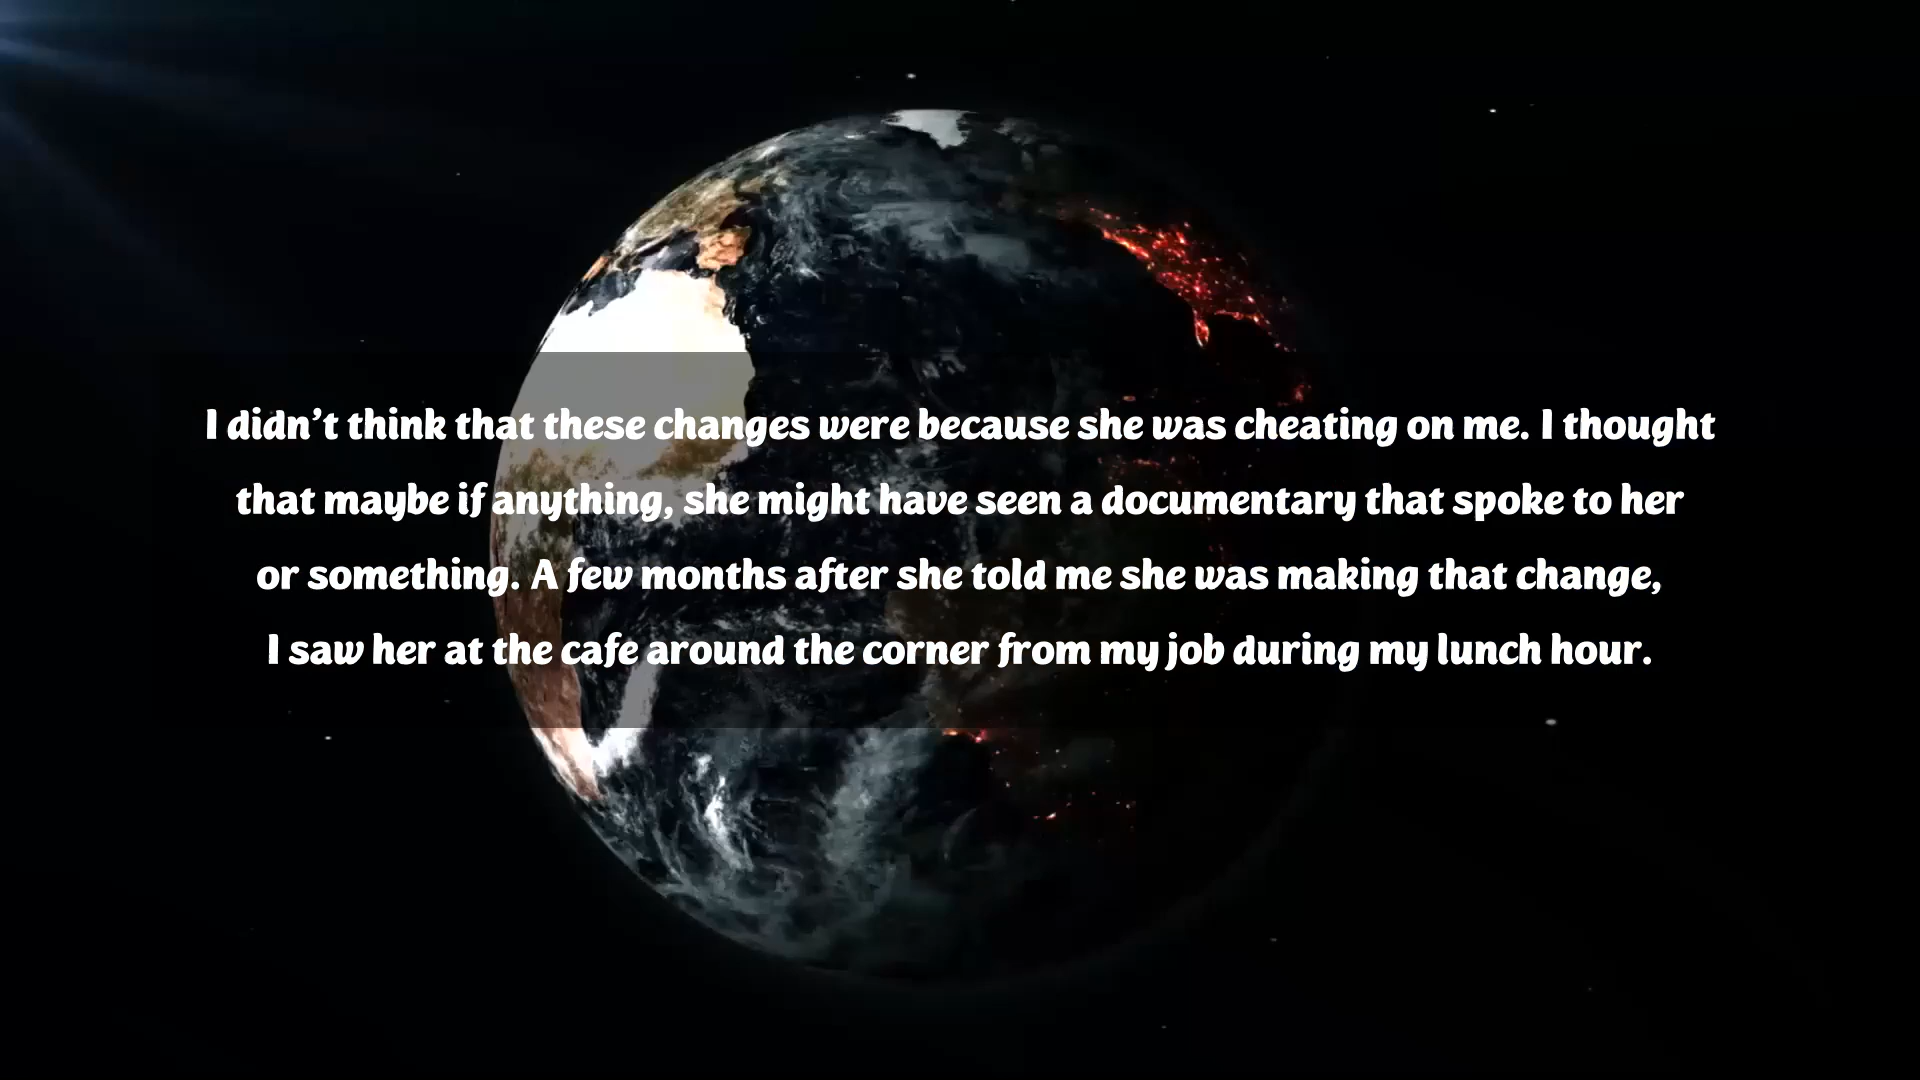 I didn’t think that these changes were because she was cheating on me. I thought
that maybe if anything, she might have seen a documentary that spoke to her
or something. A few months after she told me she was making that change,
I saw her at the cafe around the corner from my job during my lunch hour.